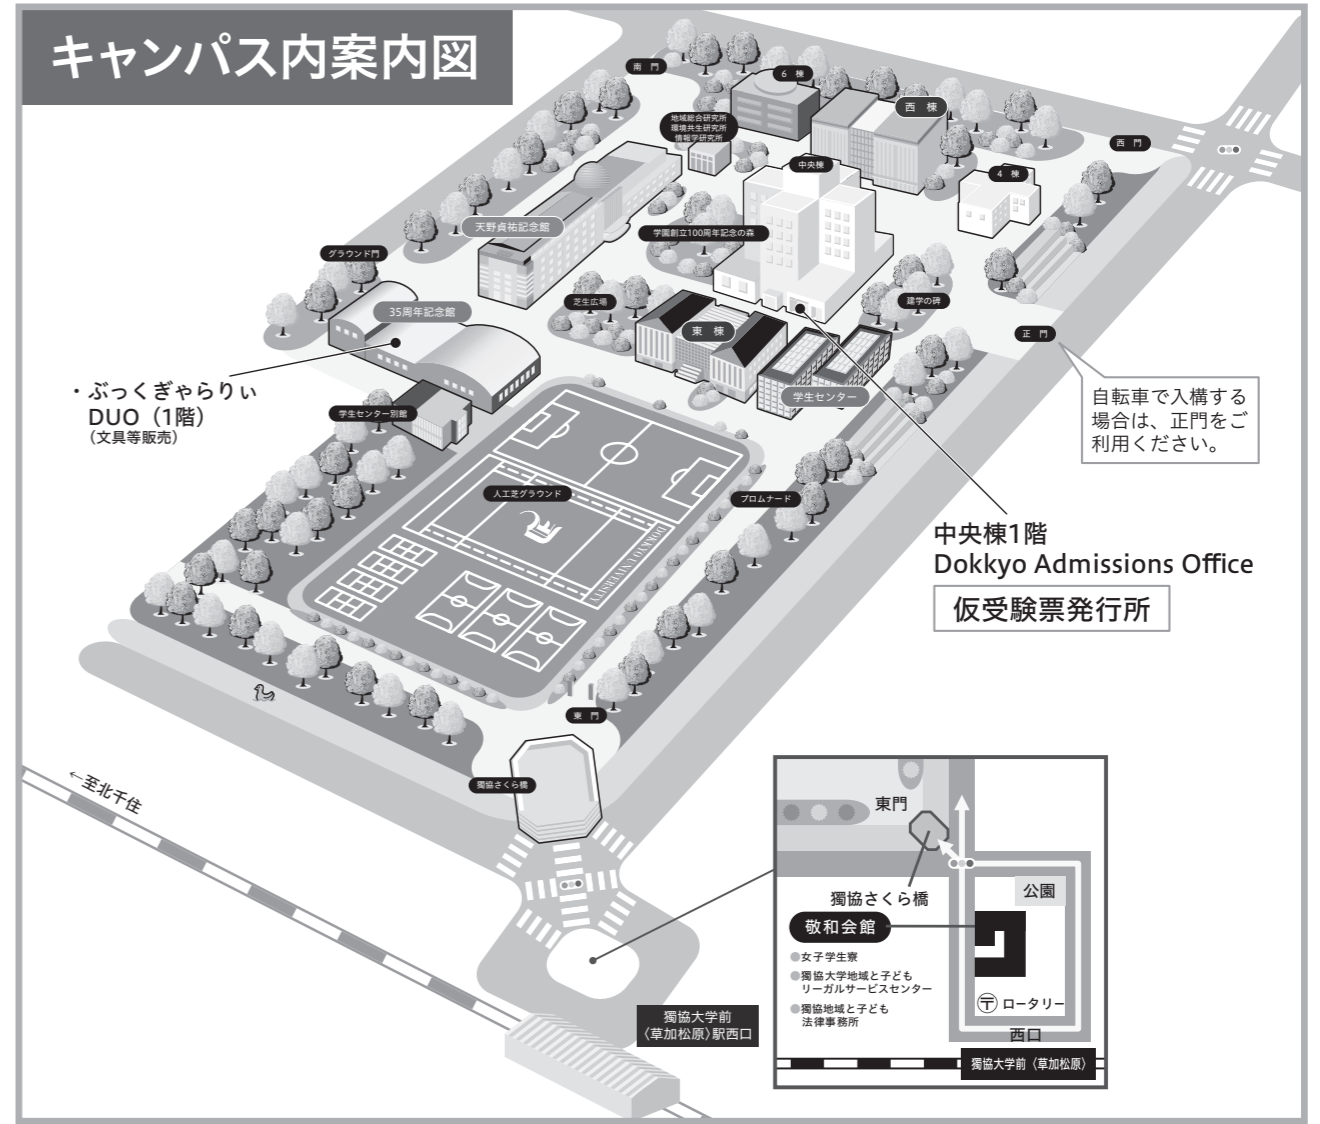 キャンパス内案内図
南 門
6 棟
西 棟
地域総合研究所
環境共生研究所
情報学研究所
西 門
中央棟
4 棟
天野貞祐記念館
学園創立100周年記念の森
グラウンド門
35周年記念館
芝生広場
建学の碑
東 棟
正 門
・ぶっくぎゃらりぃ
DUO（1階）
（文具等販売）
学生センター別館
学生センター
自転車で入構する
場合は、正門をご
利用ください。
人工芝グラウンド
プロムナード
DOKKYO UNIVERSITY
中央棟1階
Dokkyo Admissions Office
仮受験票発行所
東 門
獨協さくら橋
←至北千住
獨協大学前
〈草加松原〉駅西口
東門
獨協さくら橋
公園
敬和会館
●女子学生寮
●獨協大学地域と子ども
リーガルサービスセンター
●獨協地域と子ども
法律事務所
〒 ロータリー
西口
獨協大学前〈草加松原〉